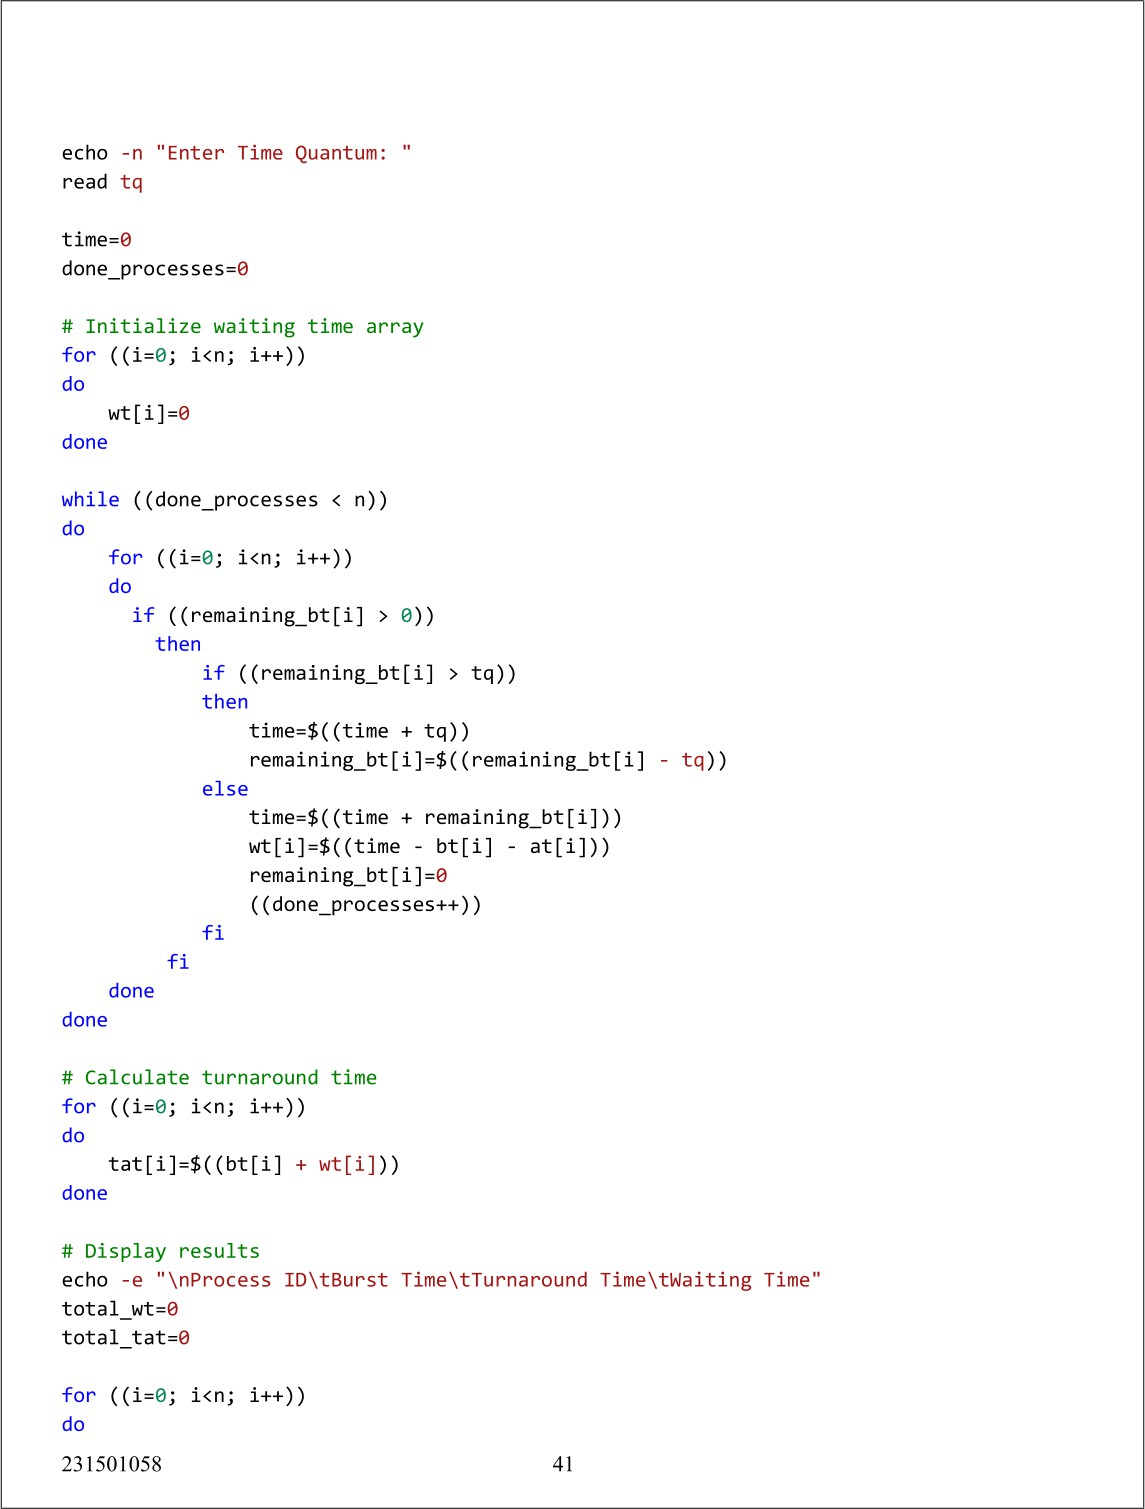 echo -n "Enter Time Quantum: "
read tq

time=0
done_processes=0

# Initialize waiting time array
for ((i=0; i<n; i++))
do
    wt[i]=0
done

while ((done_processes < n))
do
    for ((i=0; i<n; i++))
    do
      if ((remaining_bt[i] > 0))
        then
            if ((remaining_bt[i] > tq))
            then
                time=$((time + tq))
                remaining_bt[i]=$((remaining_bt[i] - tq))
            else
                time=$((time + remaining_bt[i]))
                wt[i]=$((time - bt[i] - at[i]))
                remaining_bt[i]=0
                ((done_processes++))
            fi
         fi
    done
done

# Calculate turnaround time
for ((i=0; i<n; i++))
do
    tat[i]=$((bt[i] + wt[i]))
done

# Display results
echo -e "\nProcess ID\tBurst Time\tTurnaround Time\tWaiting Time"
total_wt=0
total_tat=0

for ((i=0; i<n; i++))
do
231501058 41